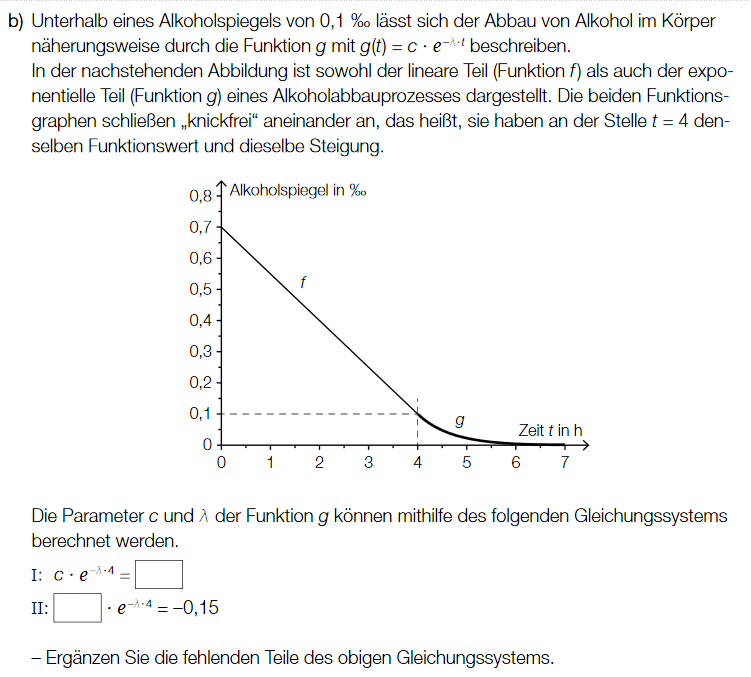 b) Unterhalb eines Alkoholspiegels von 0,1 ‰ lässt sich der Abbau von Alkohol im Körper
näherungsweise durch die Funktion g mit g(t) = c · e^(−λ·t) beschreiben.
In der nachstehenden Abbildung ist sowohl der lineare Teil (Funktion f) als auch der expo-
nentielle Teil (Funktion g) eines Alkoholabbauprozesses dargestellt. Die beiden Funktions-
graphen schließen „knickfrei“ aneinander an, das heißt, sie haben an der Stelle t = 4 den-
selben Funktionswert und dieselbe Steigung.
0,8 Alkoholspiegel in ‰
0,7
0,6
f
0,5
0,4
0,3
0,2
0,1
g
Zeit t in h
0
0 1 2 3 4 5 6 7
Die Parameter c und λ der Funktion g können mithilfe des folgenden Gleichungssystems
berechnet werden.
I: c · e^(−λ·4) =
II: · e^(−λ·4) = −0,15
– Ergänzen Sie die fehlenden Teile des obigen Gleichungssystems.